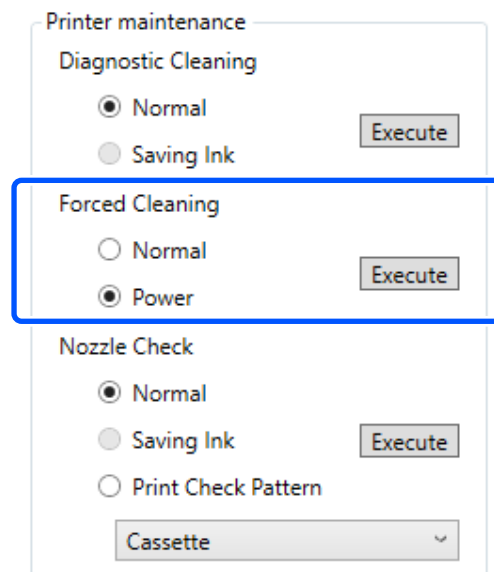 Printer maintenance
Diagnostic Cleaning
Normal
Execute
Saving Ink
Forced Cleaning
Normal
Execute
Power
Nozzle Check
Normal
Saving Ink
Execute
Print Check Pattern
Cassette